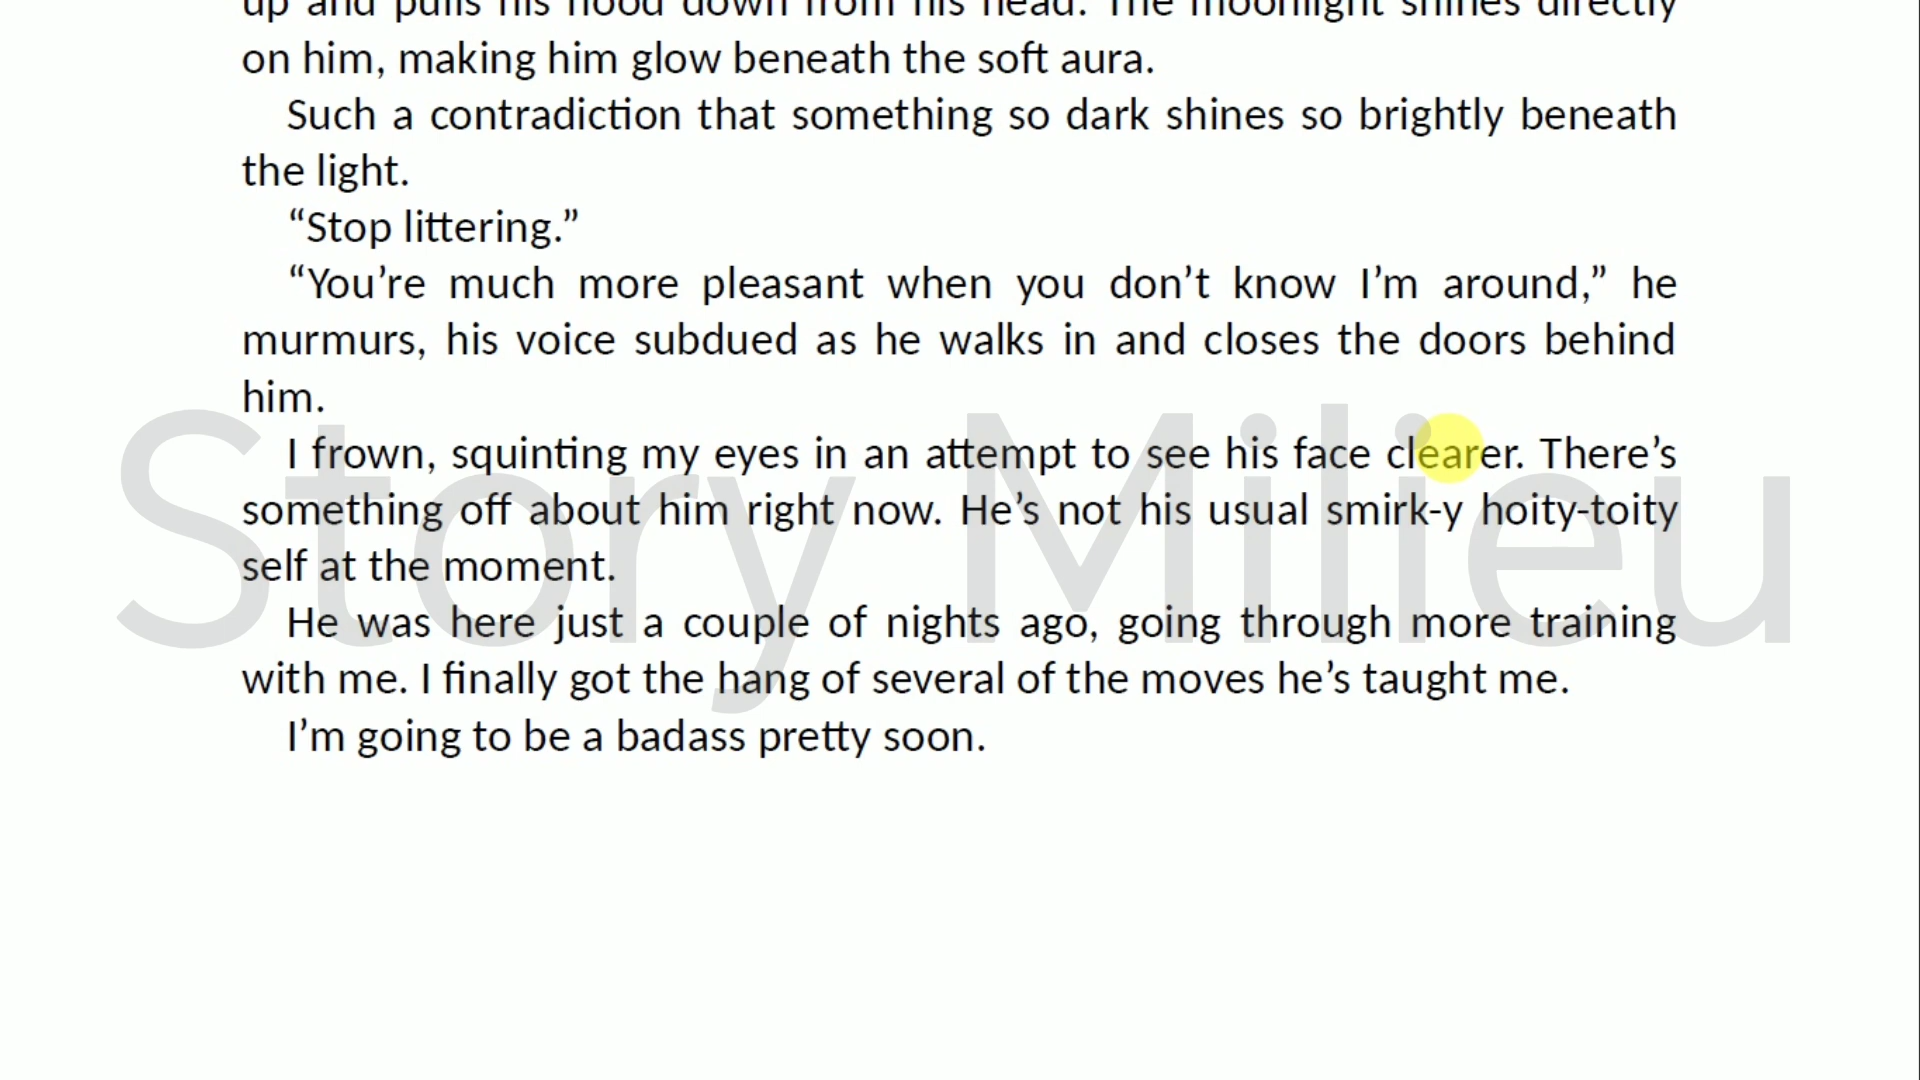 up and pulls his hood down from his head. The moonlight shines directly
on him, making him glow beneath the soft aura.
Such a contradiction that something so dark shines so brightly beneath
the light.
“Stop littering.”
“You’re much more pleasant when you don’t know I’m around,” he
murmurs, his voice subdued as he walks in and closes the doors behind
him.
I frown, squinting my eyes in an attempt to see his face clearer. There’s
something off about him right now. He’s not his usual smirk-y hoity-toity
self at the moment.
He was here just a couple of nights ago, going through more training
with me. I finally got the hang of several of the moves he’s taught me.
I’m going to be a badass pretty soon.
Story Milieu